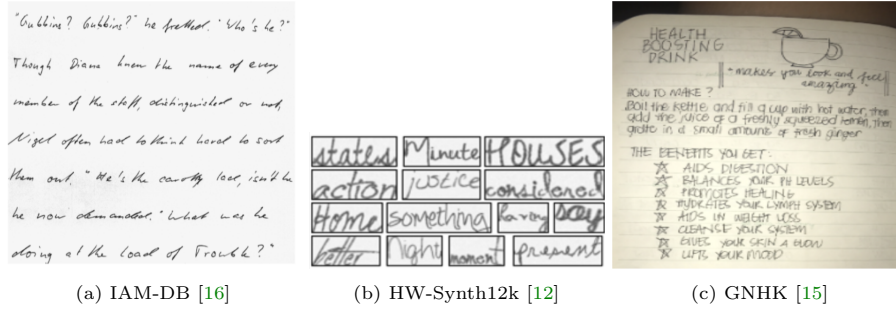 "Gubbins? Gubbins?" he fretted. "Who's he?"
Though Diane knew the name of every
member of the staff, distinguished or not,
Nigel often had to think hard to sort
them out. "He's the carroty lad, isn't he
he now demanded." What was he
doing at the Load of Trouble?"
(a) IAM-DB [16]
states Minute HOUSES
action justice considered
Home something having say
better Night moment present
(b) HW-Synth12k [12]
HEALTH
BOOSTING
DRINK
"makes you look and feel
amazing"
HOW TO MAKE?
Boil the kettle and fill a cup with hot water, then
add the juice of a freshly squeezed lemon, then
grate in a small amount of fresh ginger
THE BENEFITS YOU GET:
☆ AIDS DIGESTION
☆ BALANCES YOUR PH LEVELS
☆ PROMOTES HEALING
☆ HYDRATES YOUR LYMPH SYSTEM
☆ AIDS IN WEIGHT LOSS
☆ CLEANSE YOUR SYSTEM
☆ GIVES YOUR SKIN A GLOW
☆ LIFTS YOUR MOOD
(c) GNHK [15]